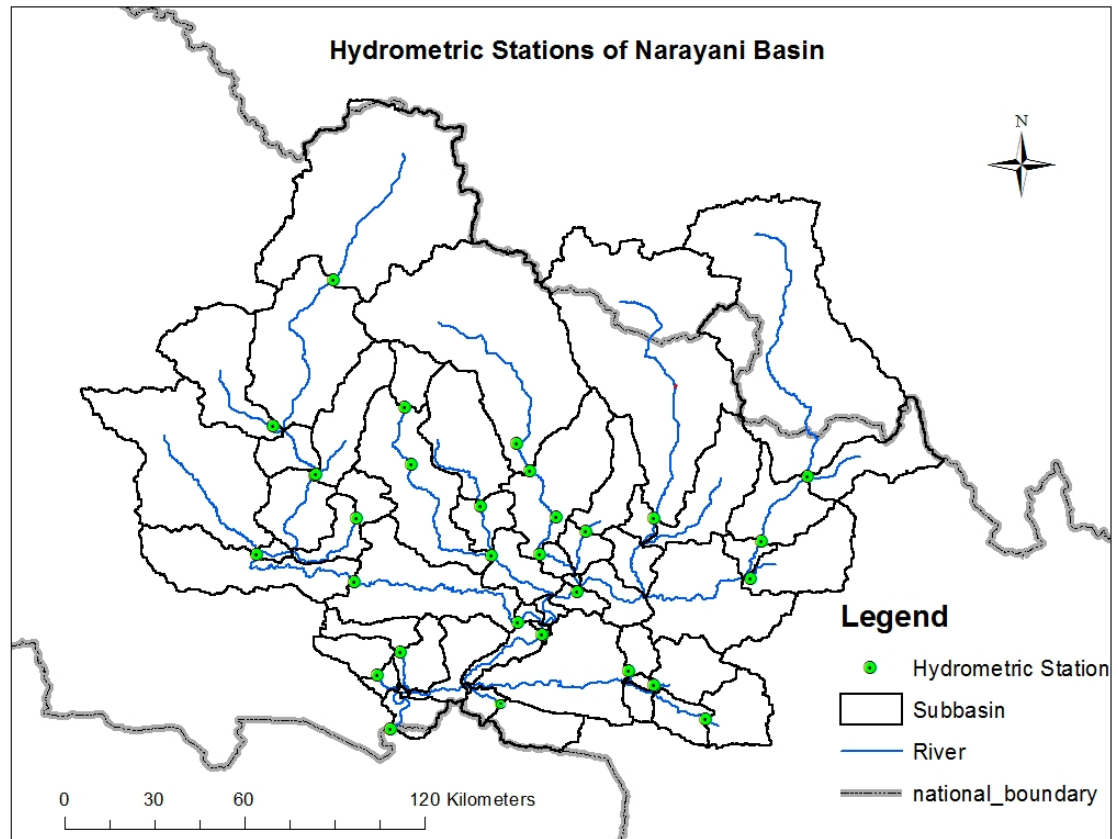 Hydrometric Stations of Narayani Basin
N
Legend
Hydrometric Station
Subbasin
River
national_boundary
0 30 60 120 Kilometers